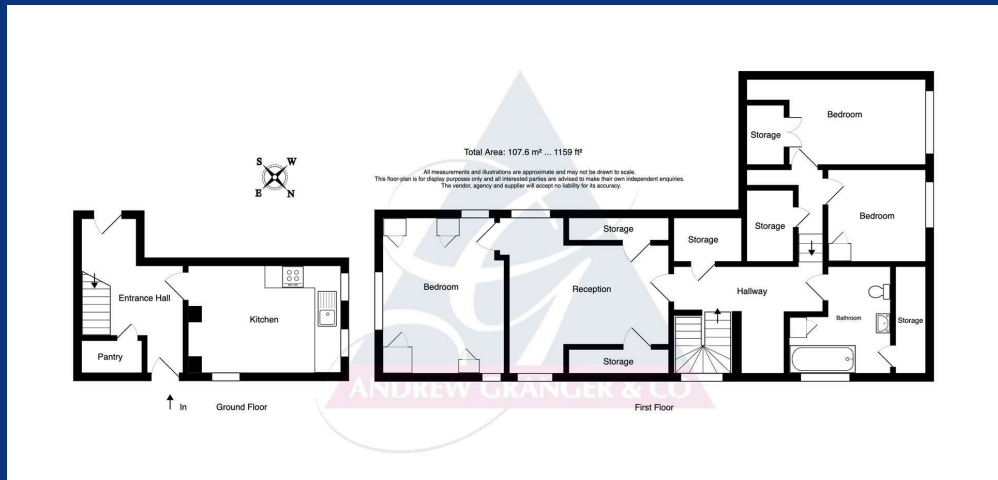 Total Area: 107.6 m² ... 1159 ft²
All measurements and illustrations are approximate and may not be drawn to scale.
This floor-plan is for display purposes only and all interested parties are advised to make their own independent enquiries.
The vendor, agency and supplier will accept no liability for its accuracy.
S W
E N
Bedroom
Storage
Bedroom
Storage
Storage
Storage
Bedroom
Reception
Hallway
Entrance Hall
Kitchen
Bathroom
Storage
Pantry
Storage
ANDREW GRANGER & CO
In
Ground Floor
First Floor